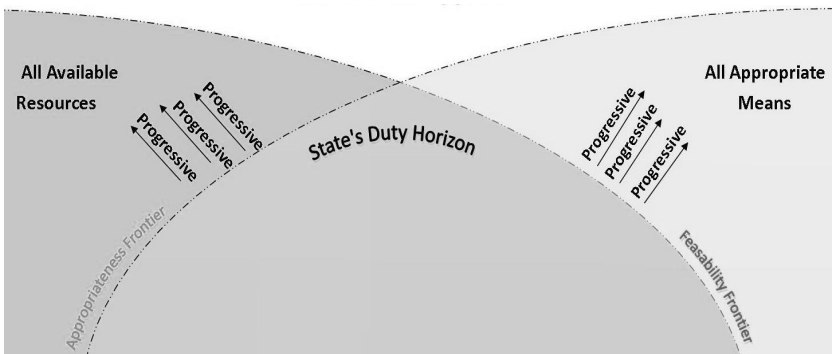 All Available
Resources
Progressive
Progressive
Progressive
State's Duty Horizon
Progressive
Progressive
Progressive
All Appropriate
Means
Appropriateness Frontier
Feasability Frontier